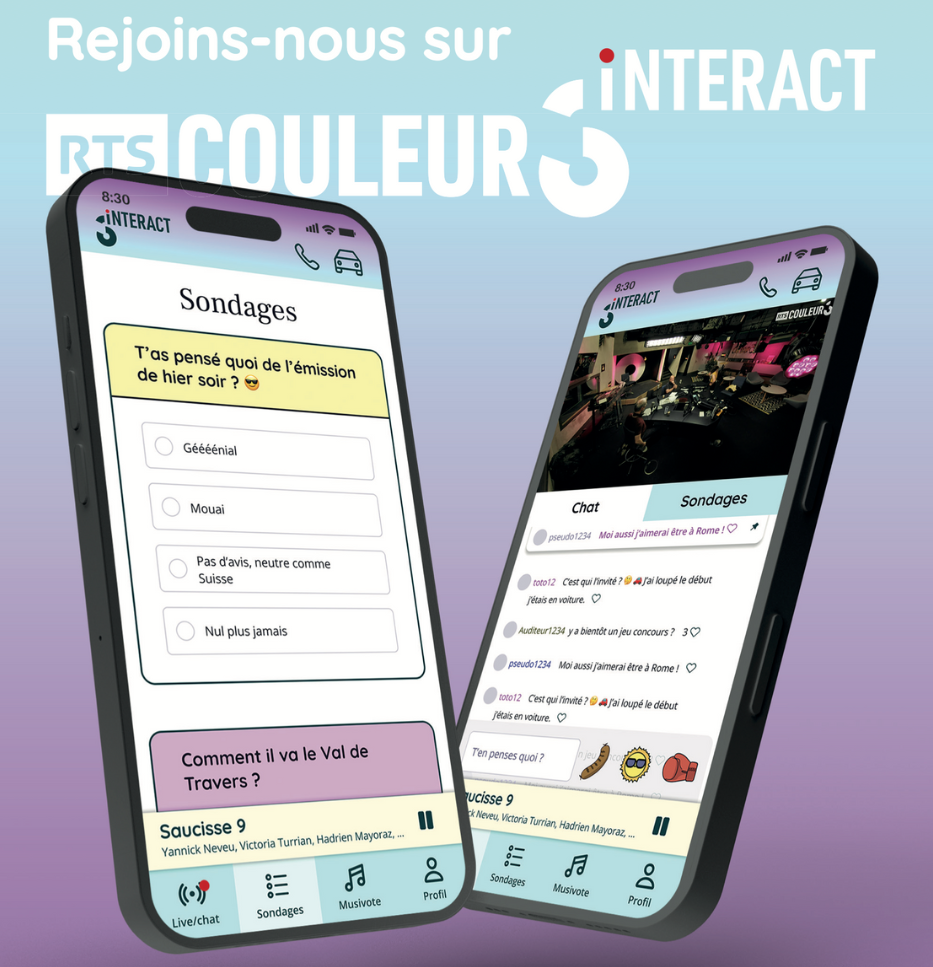 Rejoins-nous sur
iNTERACT
RTS COULEUR3
8:30
iNTERACT
Sondages
T'as pensé quoi de l'émission
de hier soir ? 😎
Géééénial
Mouai
Pas d'avis, neutre comme
Suisse
Nul plus jamais
Comment il va le Val de
Travers ?
Saucisse 9
Yannick Neveu, Victoria Turrian, Hadrien Mayoraz, ...
Live/chat
Sondages
Musivote
Profil
8:30
iNTERACT
RTS COULEUR3
Chat
Sondages
pseudo1234 Moi aussi j'aimerai être à Rome ! ♡
toto12 C'est qui l'invité ? 🤔 🚗 j'ai loupé le début
j'étais en voiture. ♡
Auditeur1234 y a bientôt un jeu concours ? 3 ♡
pseudo1234 Moi aussi j'aimerai être à Rome ! ♡
toto12 C'est qui l'invité ? 🤔 🚗 j'ai loupé le début
j'étais en voiture. ♡
T'en penses quoi ?
aucisse 9
ck Neveu, Victoria Turrian, Hadrien Mayoraz, ...
Sondages
Musivote
Profil